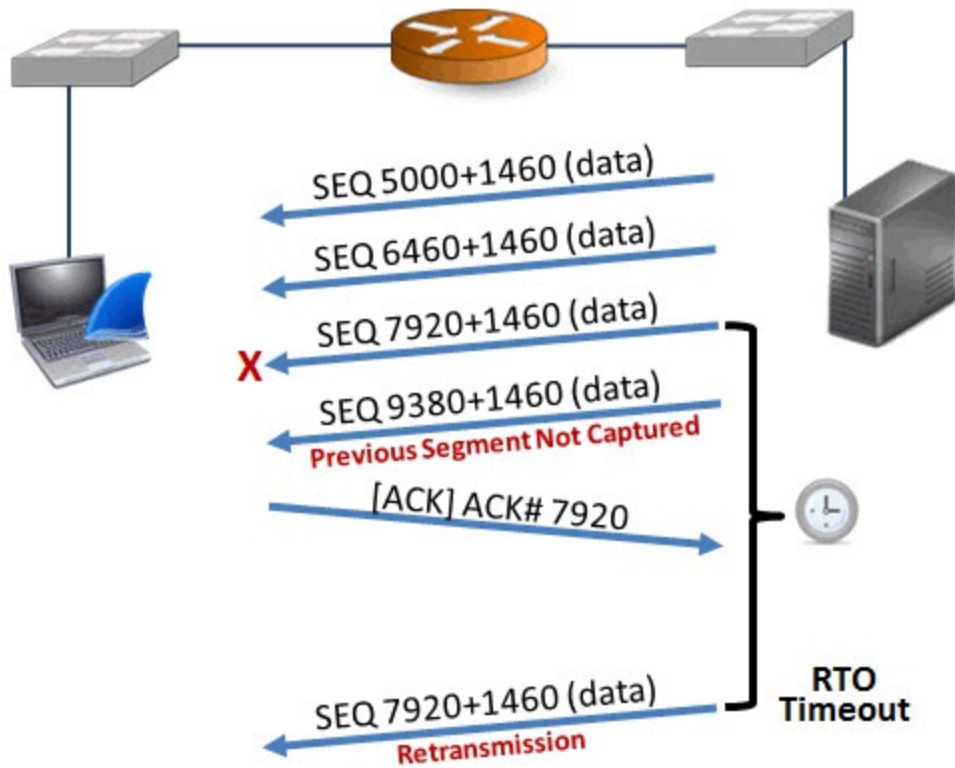 SEQ 5000+1460 (data)
SEQ 6460+1460 (data)
SEQ 7920+1460 (data)
X
SEQ 9380+1460 (data)
Previous Segment Not Captured
[ACK] ACK# 7920
SEQ 7920+1460 (data)
Retransmission
RTO
Timeout